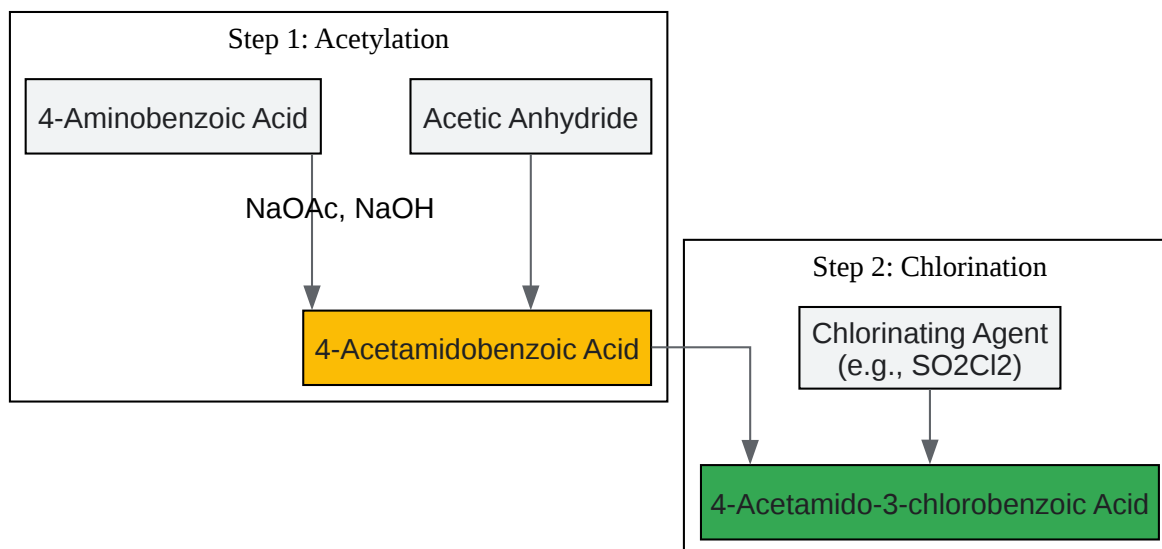 Step 1: Acetylation
4-Aminobenzoic Acid
Acetic Anhydride
NaOAc, NaOH
4-Acetamidobenzoic Acid
Step 2: Chlorination
Chlorinating Agent
(e.g., SO2Cl2)
4-Acetamido-3-chlorobenzoic Acid